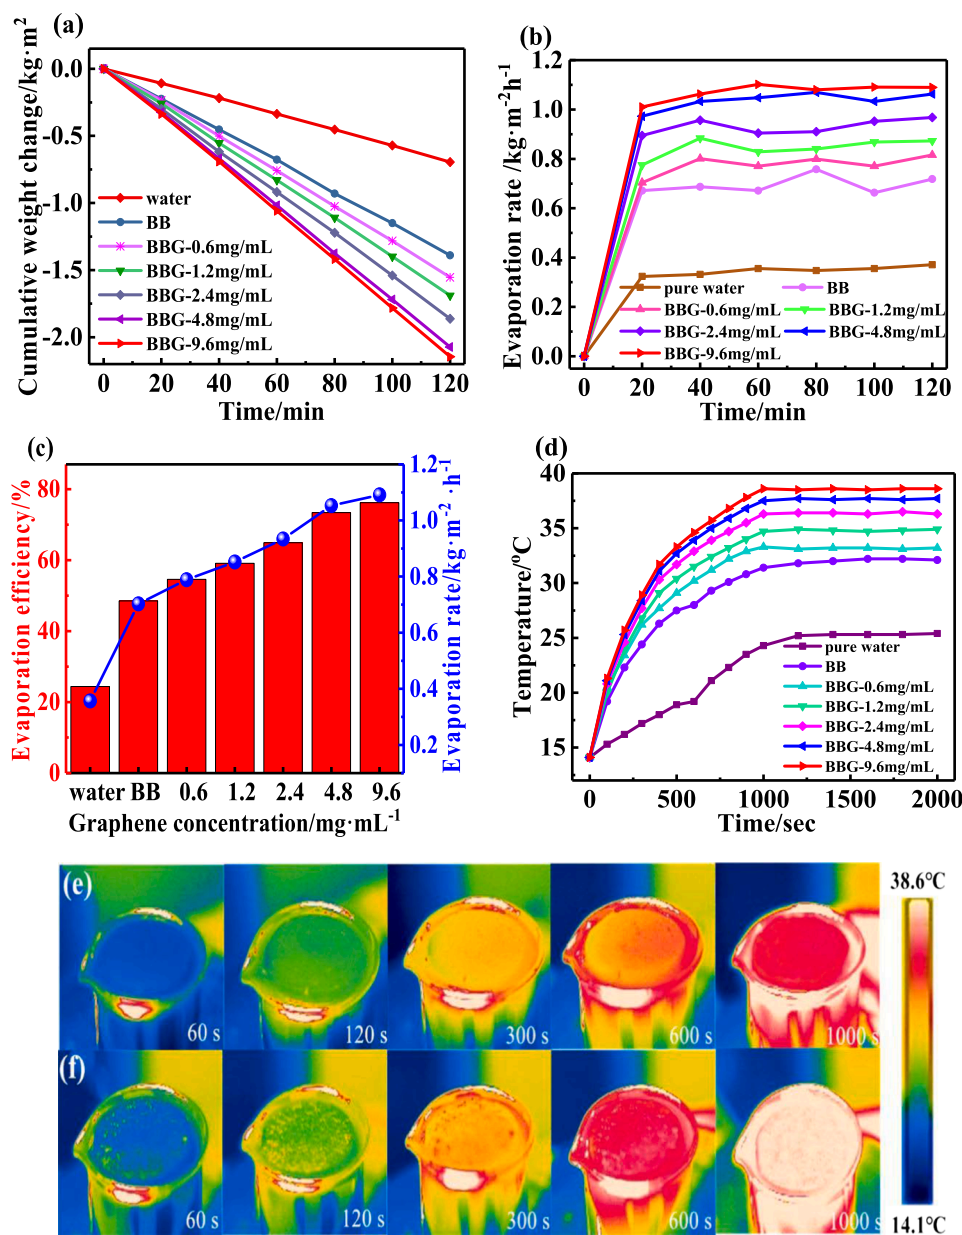 (a)
Cumulative weight change/kg·m²
0.0
-0.5
-1.0
-1.5
-2.0
water
BB
BBG-0.6mg/mL
BBG-1.2mg/mL
BBG-2.4mg/mL
BBG-4.8mg/mL
BBG-9.6mg/mL
0 20 40 60 80 100 120
Time/min
(b)
Evaporation rate /kg·m⁻²h⁻¹
1.2
1.0
0.8
0.6
0.4
0.2
0.0
pure water BB
BBG-0.6mg/mL BBG-1.2mg/mL
BBG-2.4mg/mL BBG-4.8mg/mL
BBG-9.6mg/mL
0 20 40 60 80 100 120
Time/min
(c)
Evaporation efficiency/%
80
60
40
20
0
1.2
1.0
0.8
0.6
0.4
0.2
Evaporation rate/kg·m⁻²·h⁻¹
water BB 0.6 1.2 2.4 4.8 9.6
Graphene concentration/mg·mL⁻¹
(d)
Temperature/⁰C
40
35
30
25
20
15
pure water
BB
BBG-0.6mg/mL
BBG-1.2mg/mL
BBG-2.4mg/mL
BBG-4.8mg/mL
BBG-9.6mg/mL
0 500 1000 1500 2000
Time/sec
(e)
60 s 120 s 300 s 600 s 1000 s
(f)
60 s 120 s 300 s 600 s 1000 s
38.6℃
14.1℃